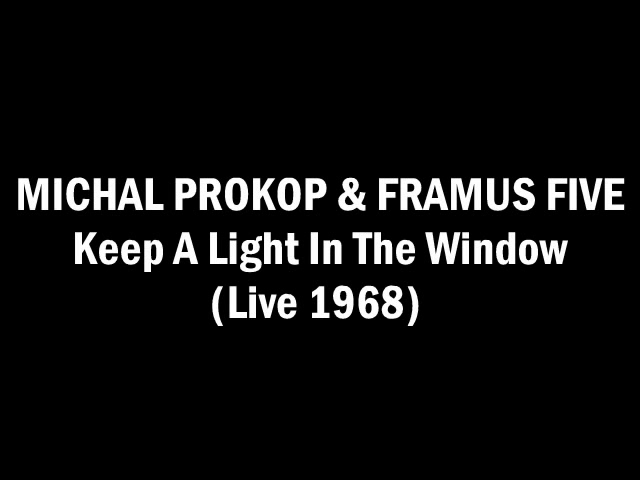 MICHAL PROKOP & FRAMUS FIVE
Keep A Light In The Window
(Live 1968)